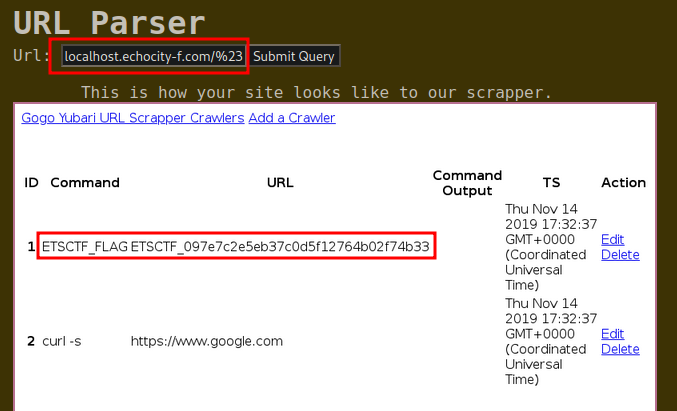 URL Parser
Url: localhost.echocity-f.com/%23 Submit Query
This is how your site looks like to our scrapper.
Gogo Yubari URL Scrapper Crawlers Add a Crawler
ID Command URL Command Output TS Action
1 ETSCTF_FLAG ETSCTF_097e7c2e5eb37c0d5f12764b02f74b33
Thu Nov 14
2019 17:32:37
GMT+0000
(Coordinated
Universal
Time)
Edit
Delete
2 curl -s https://www.google.com
Thu Nov 14
2019 17:32:37
GMT+0000
(Coordinated
Universal
Time)
Edit
Delete